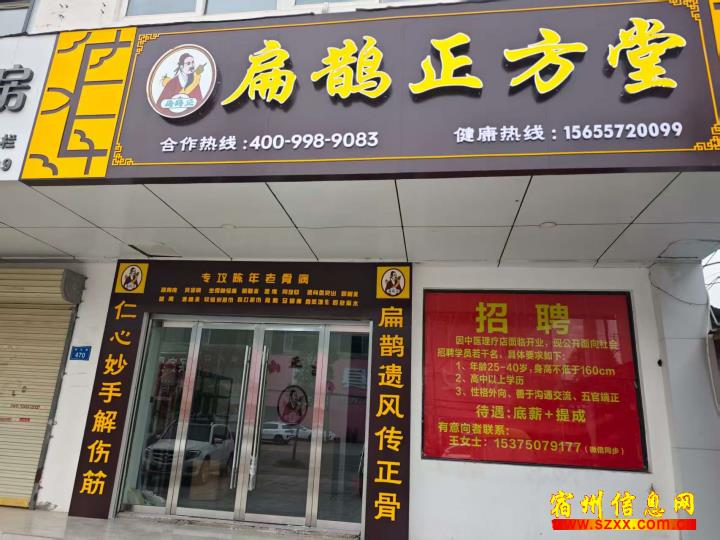 扁鹊正方堂
扁鹊正
合作热线:400-998-9083
健康热线:15655720099
房
栏
9
专攻陈年老骨病
仁心妙手解伤筋
扁鹊遗风传正骨
470
招聘
因中医理疗店面临开业，现公开面向社会
招聘学员若干名，具体要求如下：
1、年龄25-40岁，身高不低于160cm
2、高中以上学历
3、性格外向、善于沟通交流、五官端正
待遇:底薪+提成
有意向者联系：
王女士：15375079177（微信同步）
宿州信息网
www.szxx.com.cn